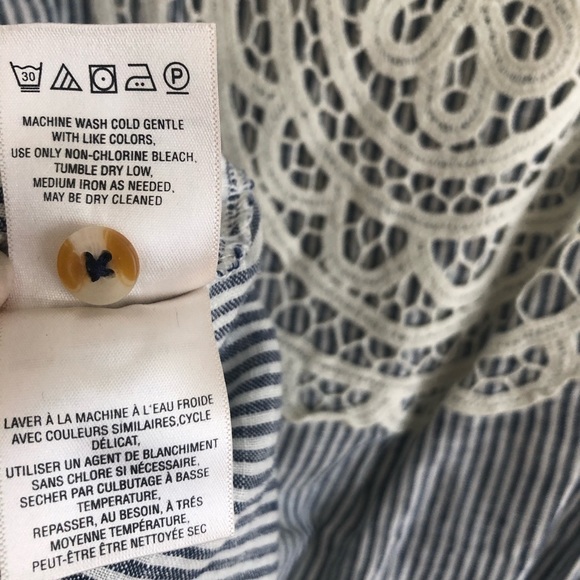 30 P
MACHINE WASH COLD GENTLE
WITH LIKE COLORS,
USE ONLY NON-CHLORINE BLEACH,
TUMBLE DRY LOW,
MEDIUM IRON AS NEEDED,
MAY BE DRY CLEANED
LAVER À LA MACHINE À L'EAU FROIDE
AVEC COULEURS SIMILAIRES,CYCLE
DÉLICAT,
UTILISER UN AGENT DE BLANCHIMENT
SANS CHLORE SI NÉCESSAIRE,
SECHER PAR CULBUTAGE À BASSE
TEMPERATURE,
REPASSER, AU BESOIN, À TRÉS
MOYENNE TEMPÉRATURE,
PEUT-ÊTRE ÊTRE NETTOYÉE SEC